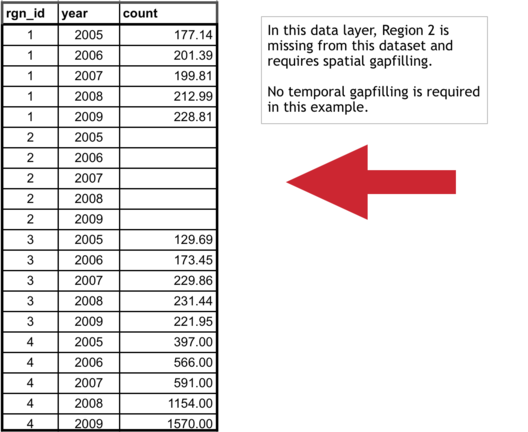 rgn_id year count
1 2005 177.14
1 2006 201.39
1 2007 199.81
1 2008 212.99
1 2009 228.81
2 2005
2 2006
2 2007
2 2008
2 2009
3 2005 129.69
3 2006 173.45
3 2007 229.86
3 2008 231.44
3 2009 221.95
4 2005 397.00
4 2006 566.00
4 2007 591.00
4 2008 1154.00
4 2009 1570.00
In this data layer, Region 2 is
missing from this dataset and
requires spatial gapfilling.
No temporal gapfilling is required
in this example.